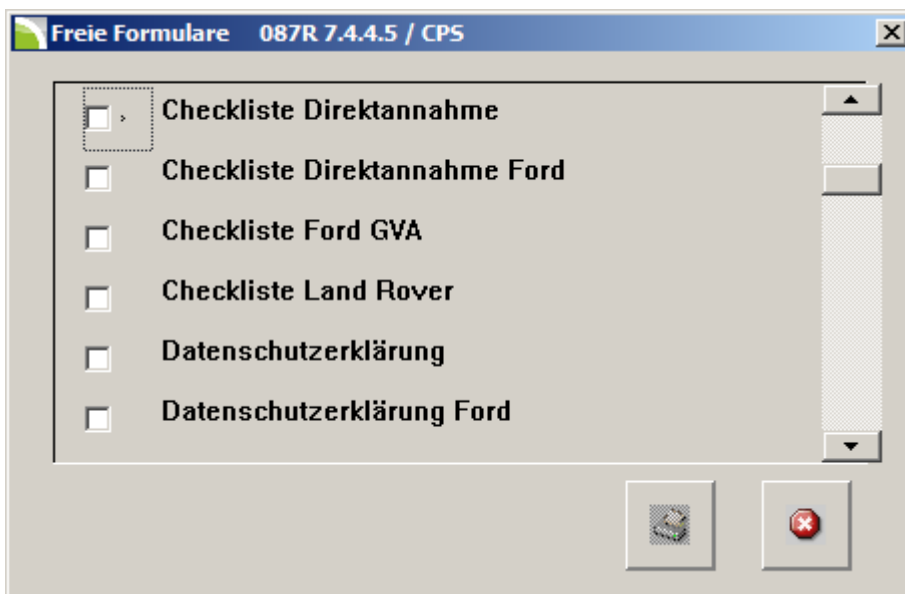 Freie Formulare 087R 7.4.4.5 / CPS
Checkliste Direktannahme
Checkliste Direktannahme Ford
Checkliste Ford GVA
Checkliste Land Rover
Datenschutzerklärung
Datenschutzerklärung Ford